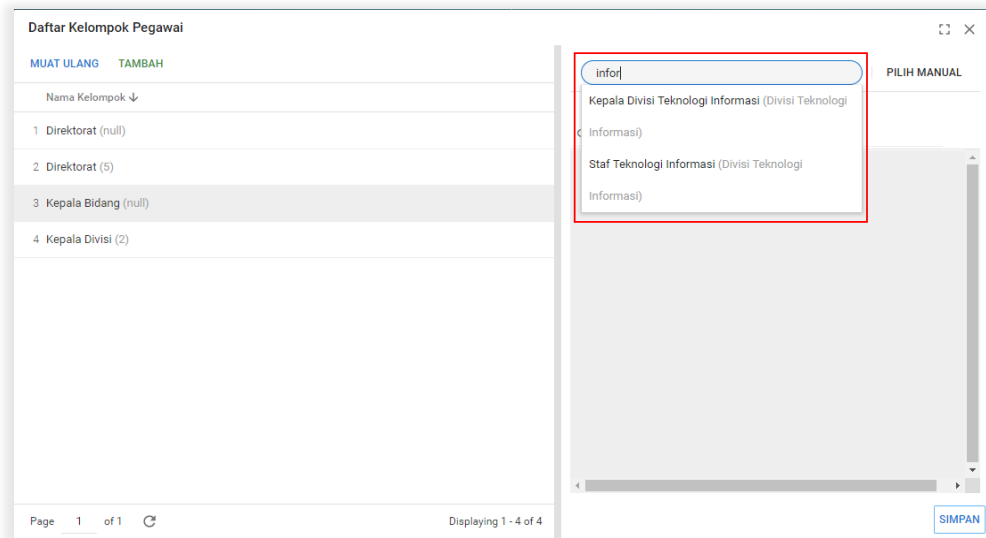 Daftar Kelompok Pegawai
MUAT ULANG TAMBAH
Nama Kelompok
1 Direktorat (null)
2 Direktorat (5)
3 Kepala Bidang (null)
4 Kepala Divisi (2)
Page 1 of 1
Displaying 1 - 4 of 4
infor
PILIH MANUAL
Kepala Divisi Teknologi Informasi (Divisi Teknologi
Informasi)
Staf Teknologi Informasi (Divisi Teknologi
Informasi)
SIMPAN